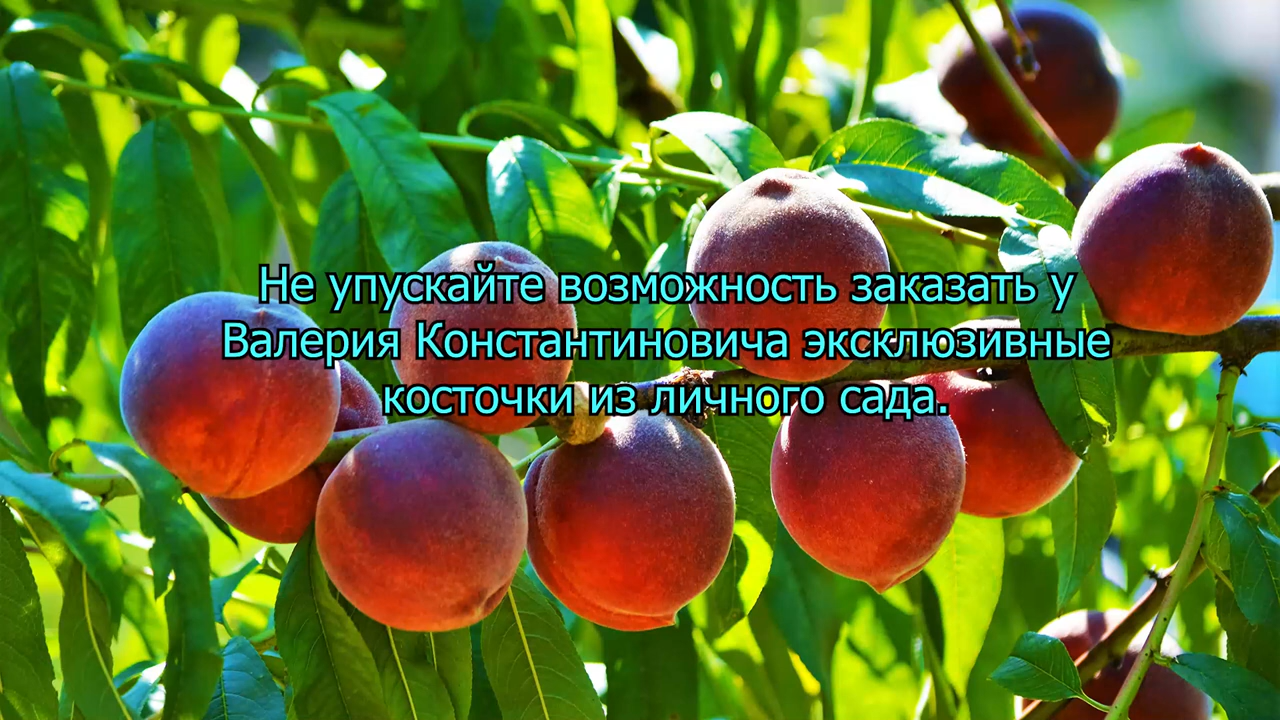 Не упускайте возможность заказать у
Валерия Константиновича эксклюзивные
косточки из личного сада.